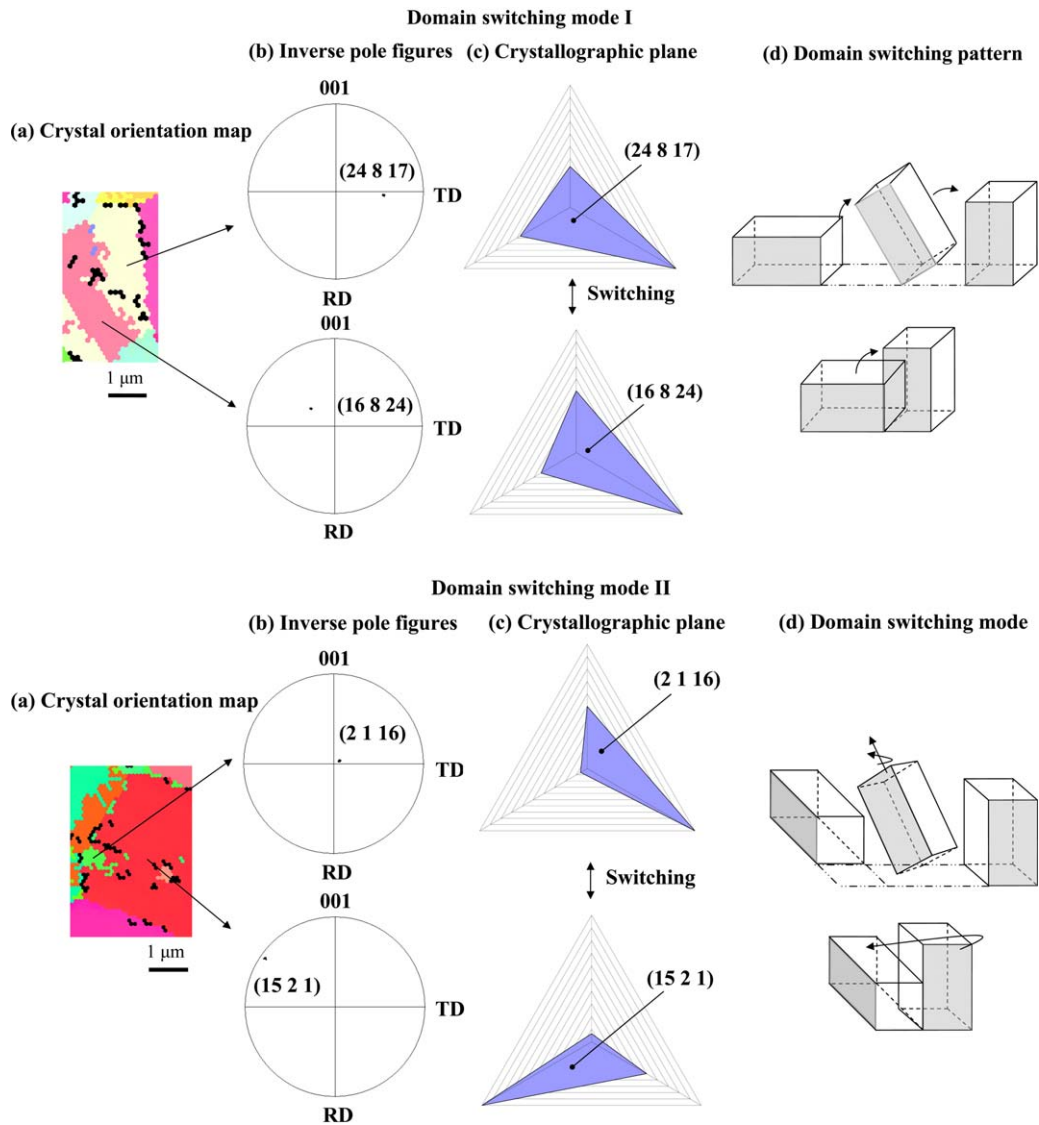 Domain switching mode I
(b) Inverse pole figures
(c) Crystallographic plane
(d) Domain switching pattern
(a) Crystal orientation map
001
(24 8 17)
TD
RD
(24 8 17)
Switching
1 μm
001
(16 8 24)
TD
RD
(16 8 24)
Domain switching mode II
(b) Inverse pole figures
(c) Crystallographic plane
(d) Domain switching mode
(a) Crystal orientation map
001
(2 1 16)
TD
RD
(2 1 16)
Switching
1 μm
001
(15 2 1)
TD
RD
(15 2 1)